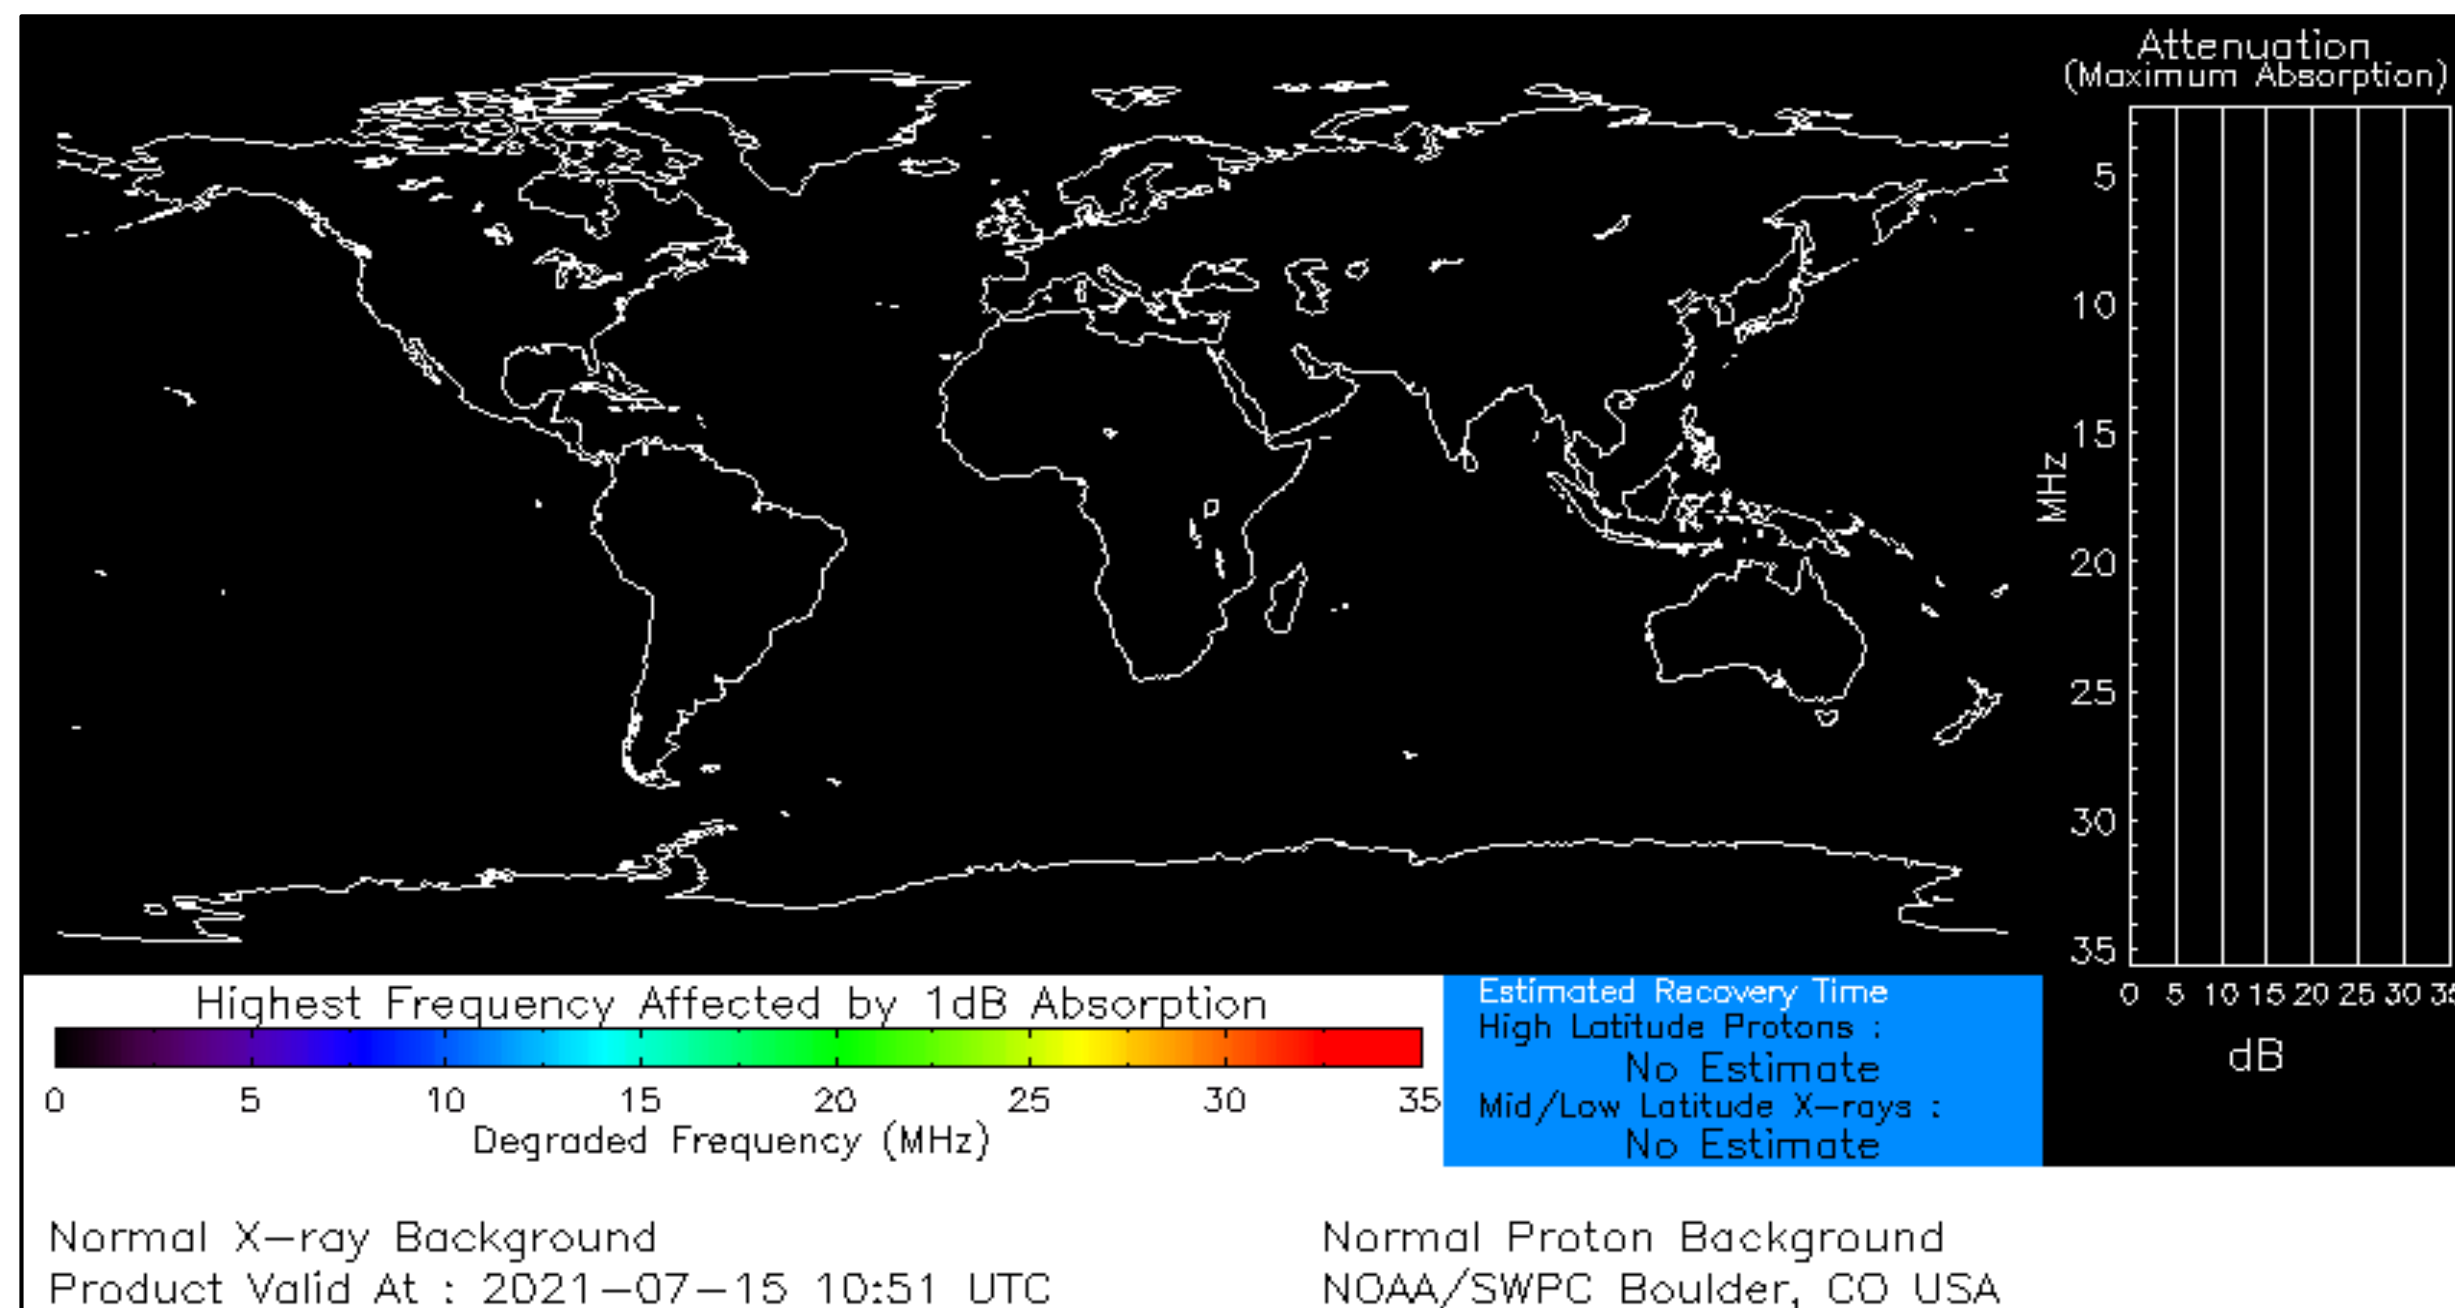 Attenuation
(Maximum Absorption)
5
10
15
20
25
30
35
MHz
0 5 10 15 20 25 30 35
dB
Highest Frequency Affected by 1dB Absorption
0 5 10 15 20 25 30 35
Degraded Frequency (MHz)
Estimated Recovery Time
High Latitude Protons :
No Estimate
Mid/Low Latitude X-rays :
No Estimate
Normal X-ray Background
Normal Proton Background
Product Valid At : 2021-07-15 10:51 UTC
NOAA/SWPC Boulder, CO USA